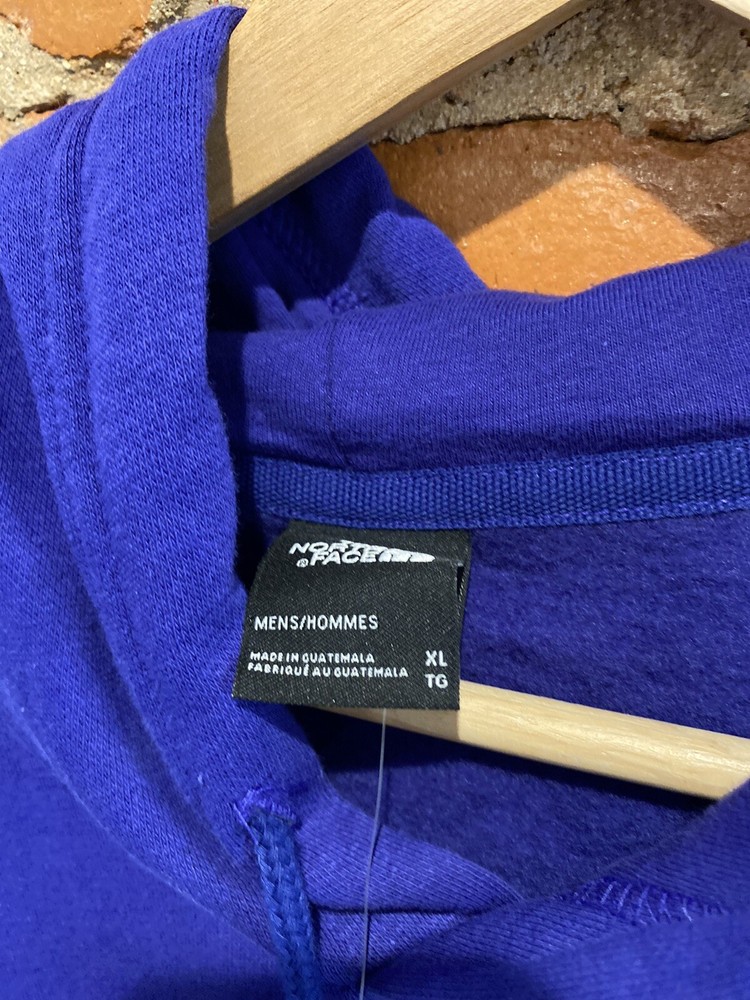 NORTH
® FACE
MENS/HOMMES
MADE IN GUATEMALA
FABRIQUÉ AU GUATEMALA
XL
TG